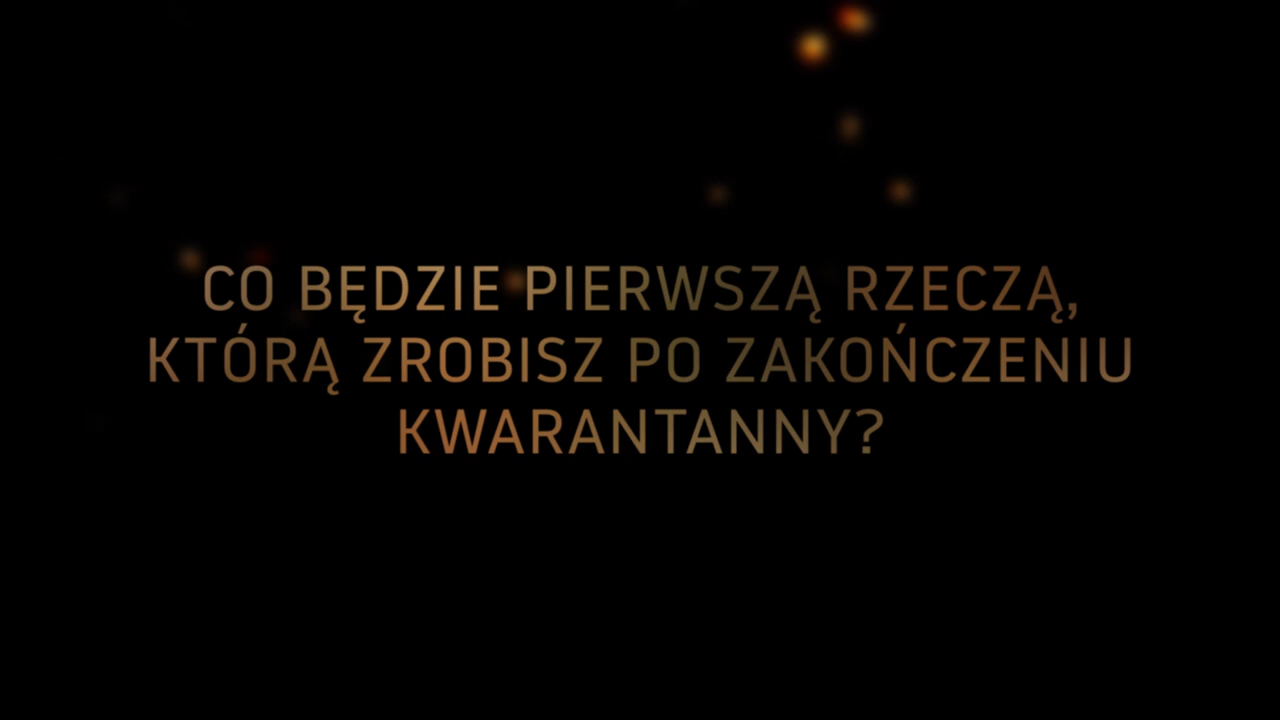 CO BĘDZIE PIERWSZĄ RZECZĄ,
KTÓRĄ ZROBISZ PO ZAKOŃCZENIU
KWARANTANNY?